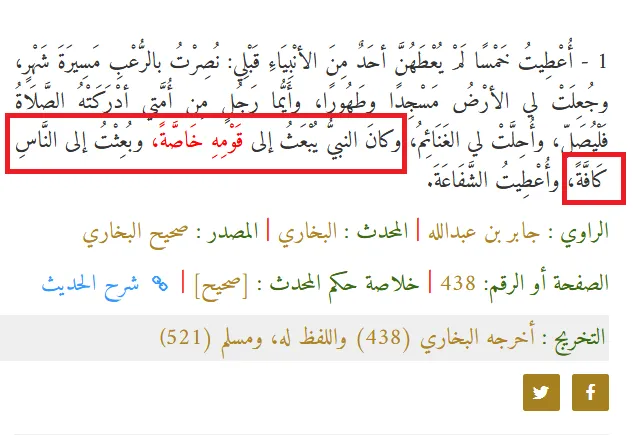 1 - أُعْطِيتُ خَمْسًا لَمْ يُعْطَهُنَّ أحَدٌ مِنَ الأنْبِيَاءِ قَبْلِي: نُصِرْتُ بالرُّعْبِ مَسِيرَةَ شَهْرٍ،
وجُعِلَتْ لي الأرْضُ مَسْجِدًا وطَهُورًا، وأَيُّما رَجُلٍ مِن أُمَّتي أدْرَكَتْهُ الصَّلَاةُ
فَلْيُصَلِّ، وأُحِلَّتْ لي الغَنَائِمُ، وكانَ النبيُّ يُبْعَثُ إلى قَوْمِهِ خَاصَّةً، وبُعِثْتُ إلى النَّاسِ
كَافَّةً، وأُعْطِيتُ الشَّفَاعَةَ.
الراوي : جابر بن عبدالله | المحدث : البخاري | المصدر : صحيح البخاري
الصفحة أو الرقم: 438 | خلاصة حكم المحدث : [صحيح] | شرح الحديث
التخريج : أخرجه البخاري (438) واللفظ له، ومسلم (521)